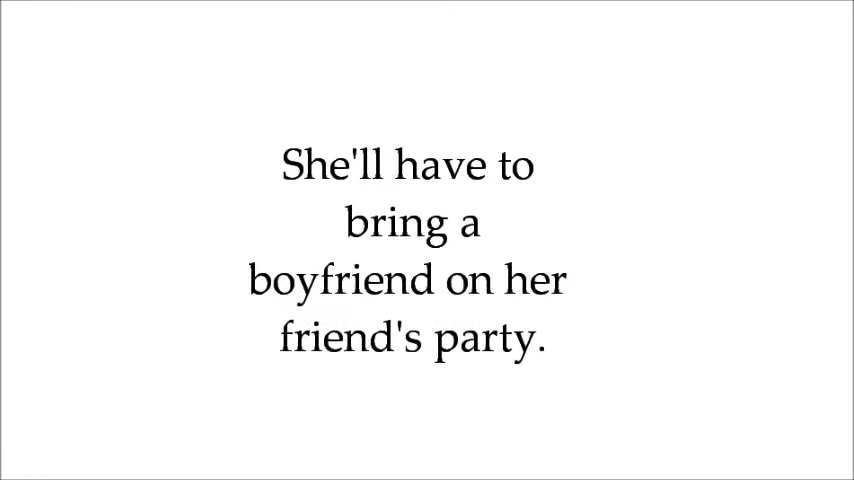 She'll have to
bring a
boyfriend on her
friend's party.